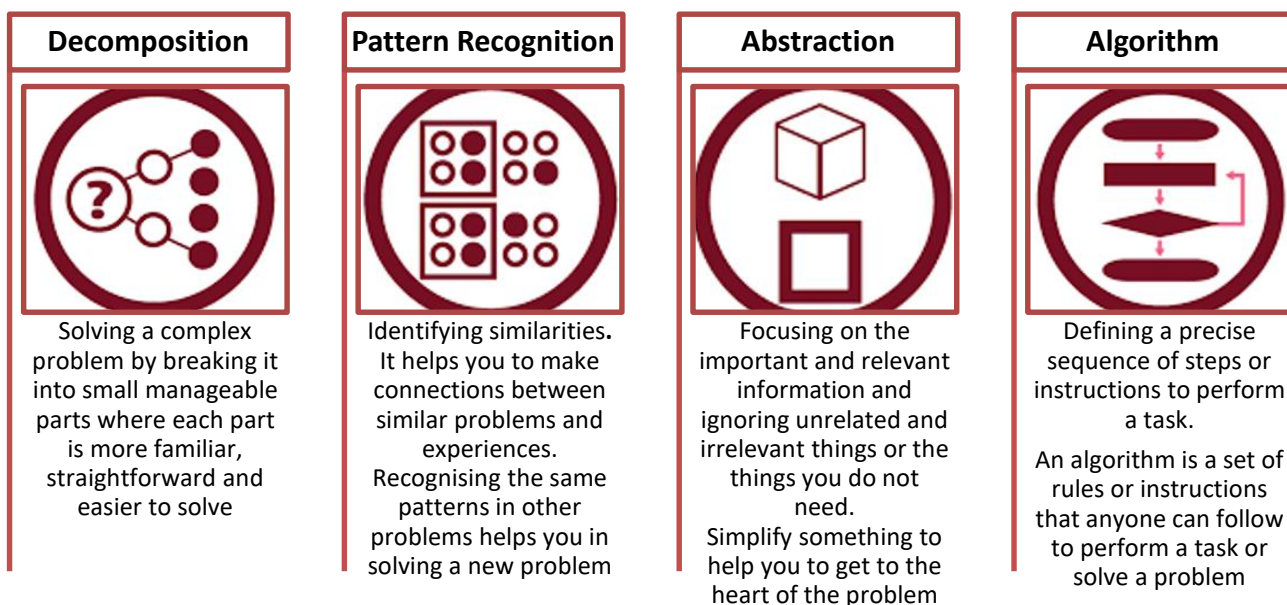 Decomposition
?
Solving a complex
problem by breaking it
into small manageable
parts where each part
is more familiar,
straightforward and
easier to solve
Pattern Recognition
Identifying similarities.
It helps you to make
connections between
similar problems and
experiences.
Recognising the same
patterns in other
problems helps you in
solving a new problem
Abstraction
Focusing on the
important and relevant
information and
ignoring unrelated and
irrelevant things or the
things you do not
need.
Simplify something to
help you to get to the
heart of the problem
Algorithm
Defining a precise
sequence of steps or
instructions to perform
a task.
An algorithm is a set of
rules or instructions
that anyone can follow
to perform a task or
solve a problem